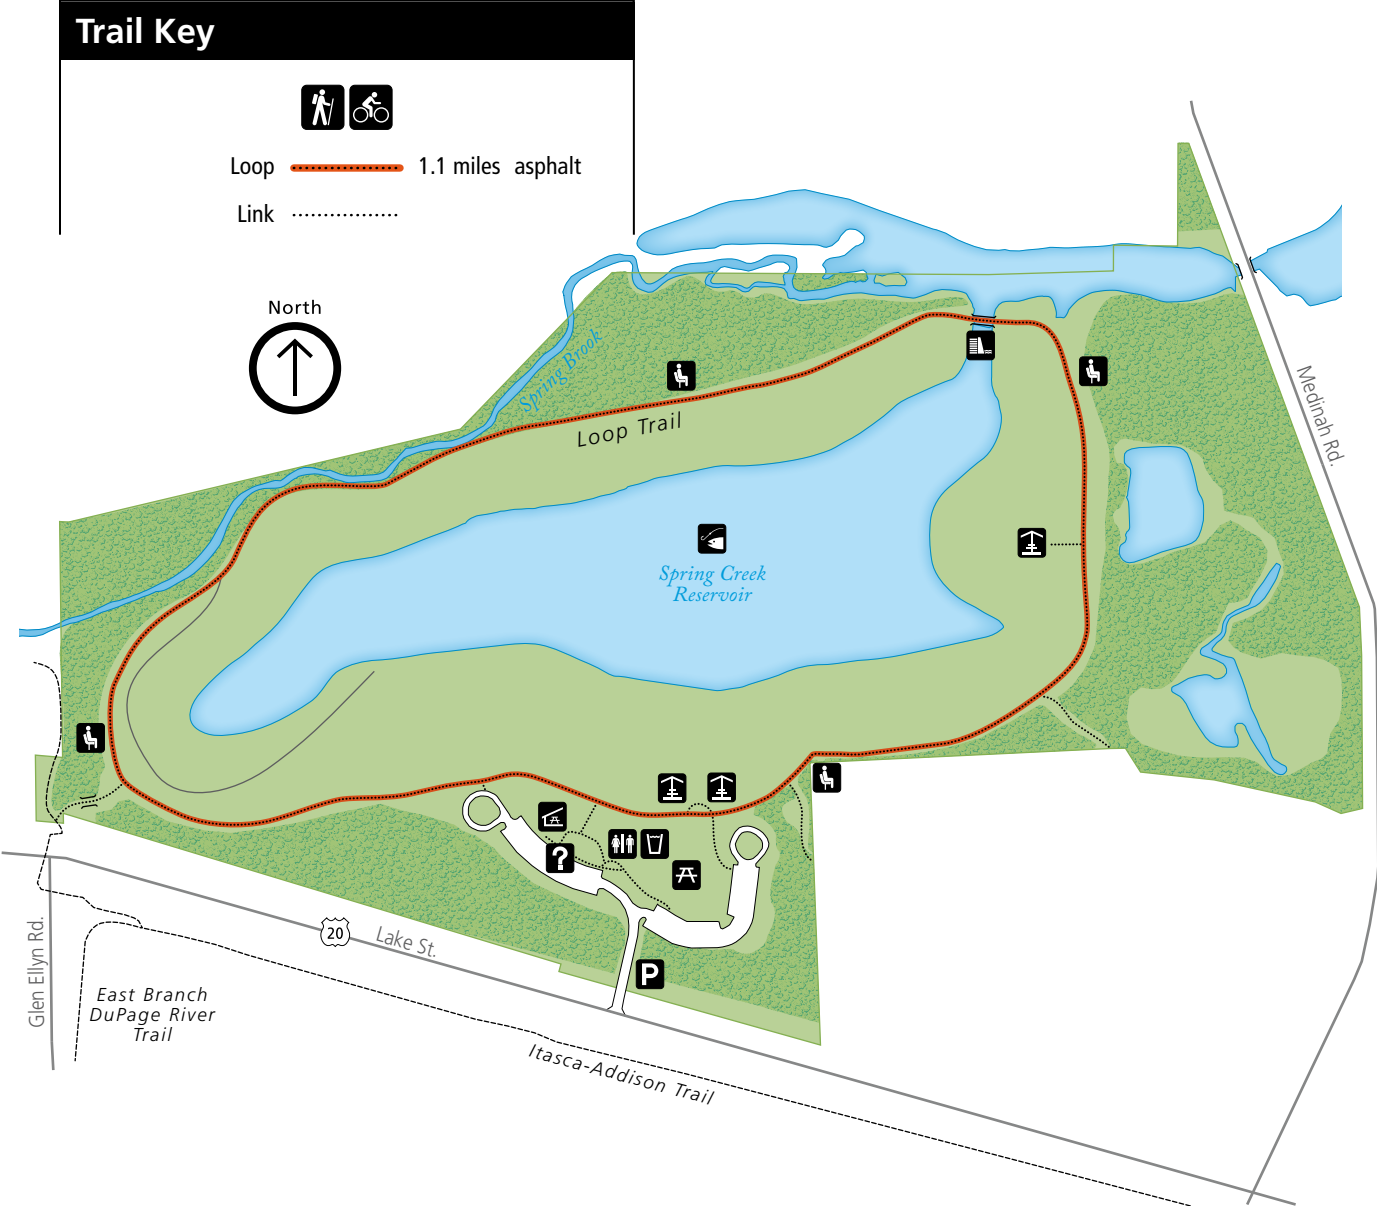 Trail Key
Loop 1.1 miles asphalt
Link
North
Spring Brook
Loop Trail
Medinah Rd.
Spring Creek
Reservoir
?
20
Lake St.
P
Glen Ellyn Rd.
East Branch
DuPage River
Trail
Itasca-Addison Trail